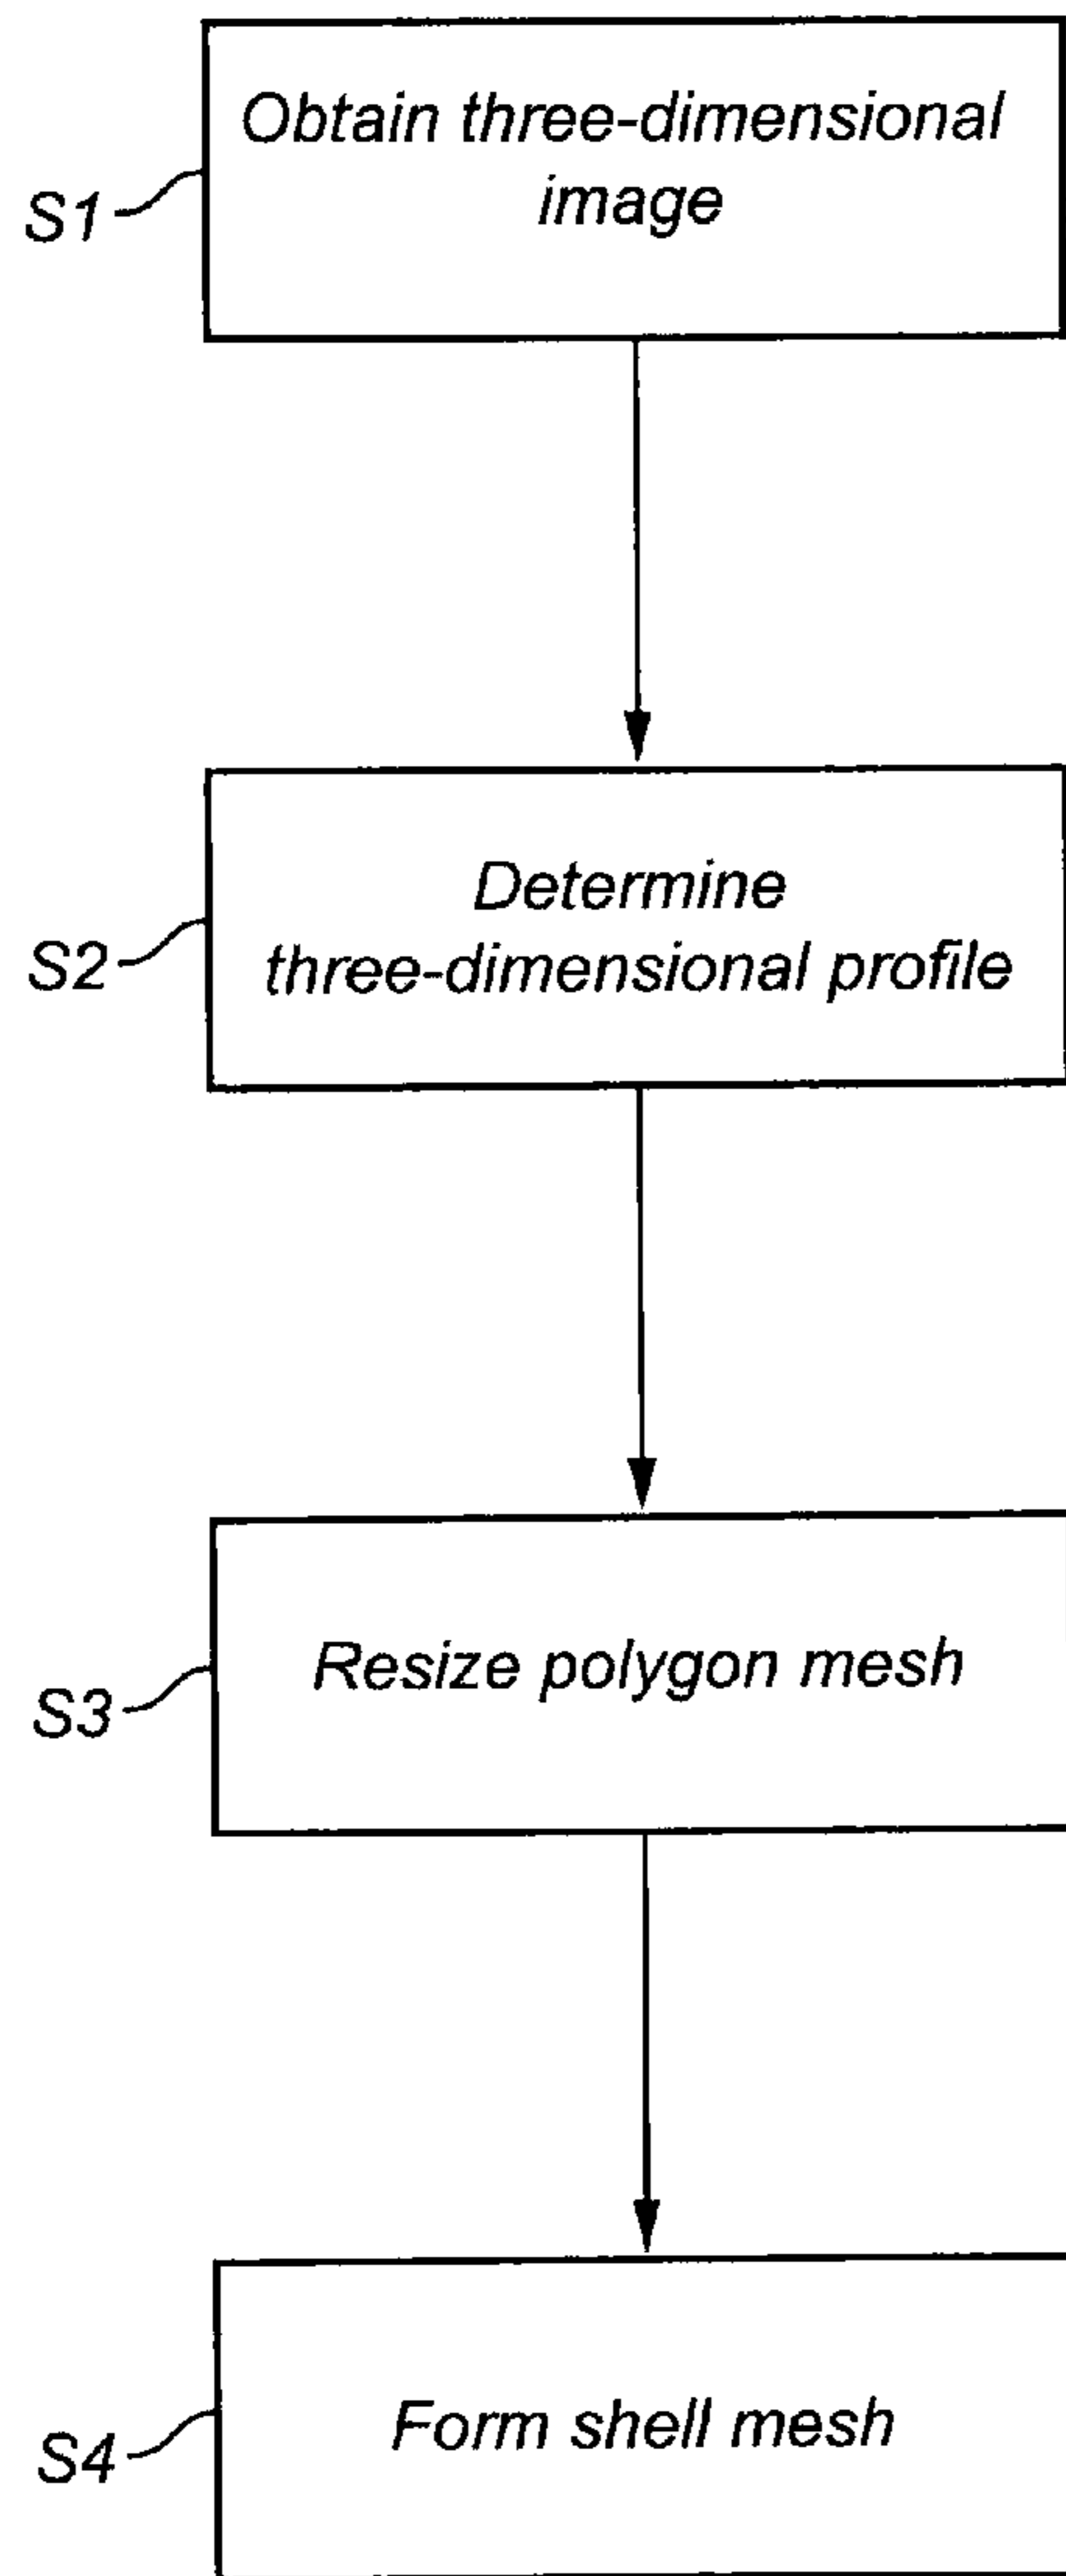 Obtain three-dimensional
image
S1
Determine
three-dimensional profile
S2
Resize polygon mesh
S3
Form shell mesh
S4